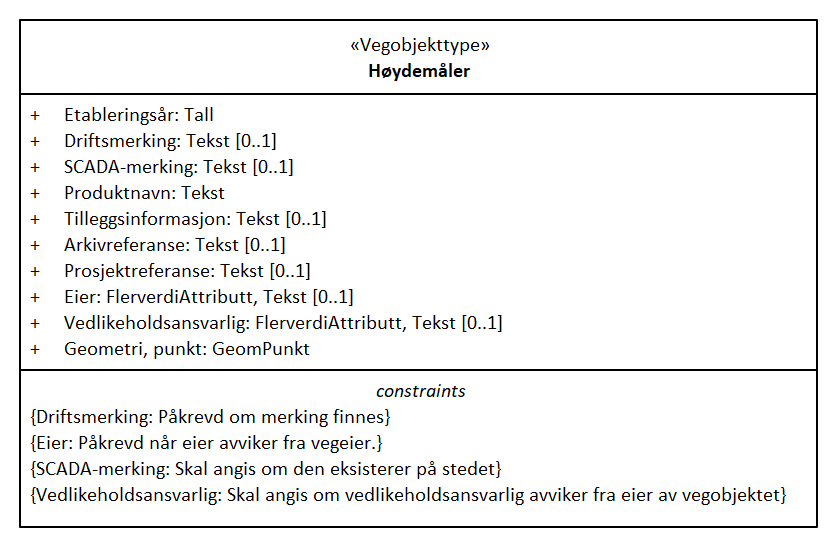 «Vegobjekttype»
Høydemåler
+ Etableringsår: Tall
+ Driftsmerking: Tekst [0..1]
+ SCADA-merking: Tekst [0..1]
+ Produktnavn: Tekst
+ Tilleggsinformasjon: Tekst [0..1]
+ Arkivreferanse: Tekst [0..1]
+ Prosjektreferanse: Tekst [0..1]
+ Eier: FlerverdiAttributt, Tekst [0..1]
+ Vedlikeholdsansvarlig: FlerverdiAttributt, Tekst [0..1]
+ Geometri, punkt: GeomPunkt
constraints
{Driftsmerking: Påkrevd om merking finnes}
{Eier: Påkrevd når eier avviker fra vegeier.}
{SCADA-merking: Skal angis om den eksisterer på stedet}
{Vedlikeholdsansvarlig: Skal angis om vedlikeholdsansvarlig avviker fra eier av vegobjektet}